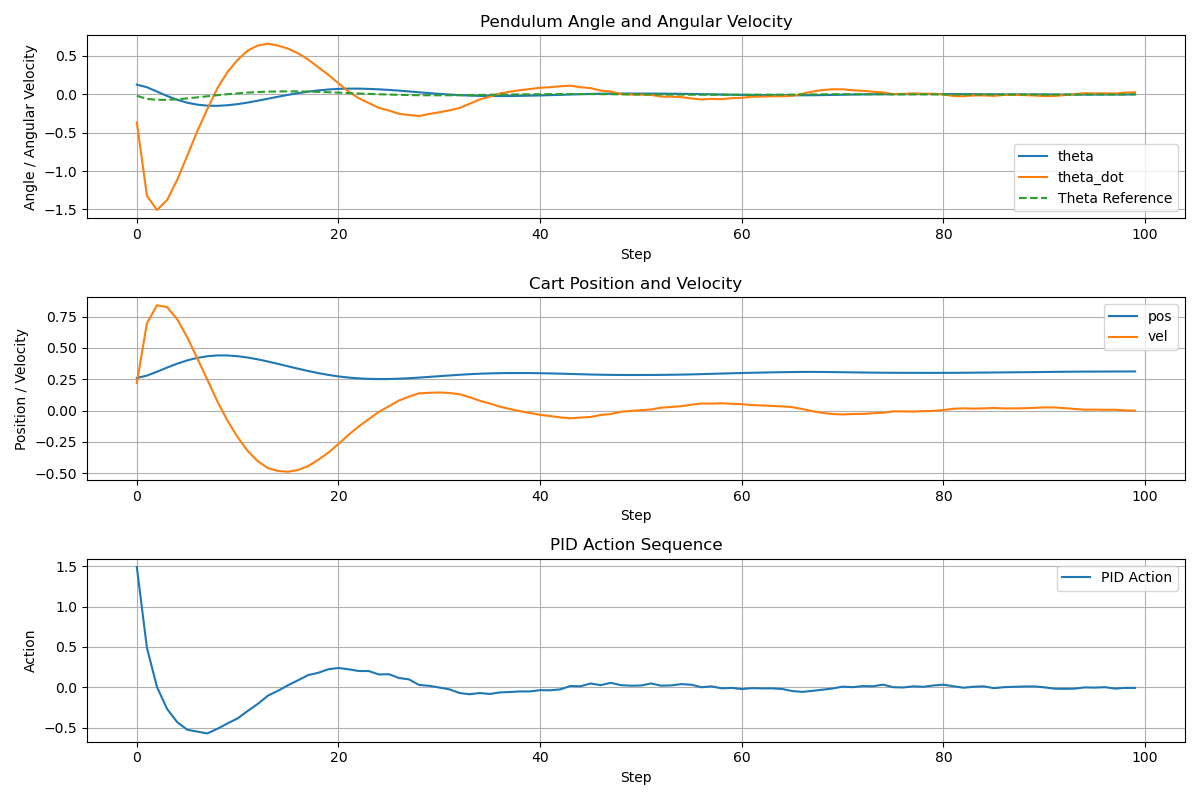 Pendulum Angle and Angular Velocity
Angle / Angular Velocity
0.5
0.0
−0.5
−1.0
−1.5
theta
theta_dot
Theta Reference
0 20 40 60 80 100
Step
Cart Position and Velocity
Position / Velocity
0.75
0.50
0.25
0.00
−0.25
−0.50
pos
vel
0 20 40 60 80 100
Step
PID Action Sequence
Action
1.5
1.0
0.5
0.0
−0.5
PID Action
0 20 40 60 80 100
Step